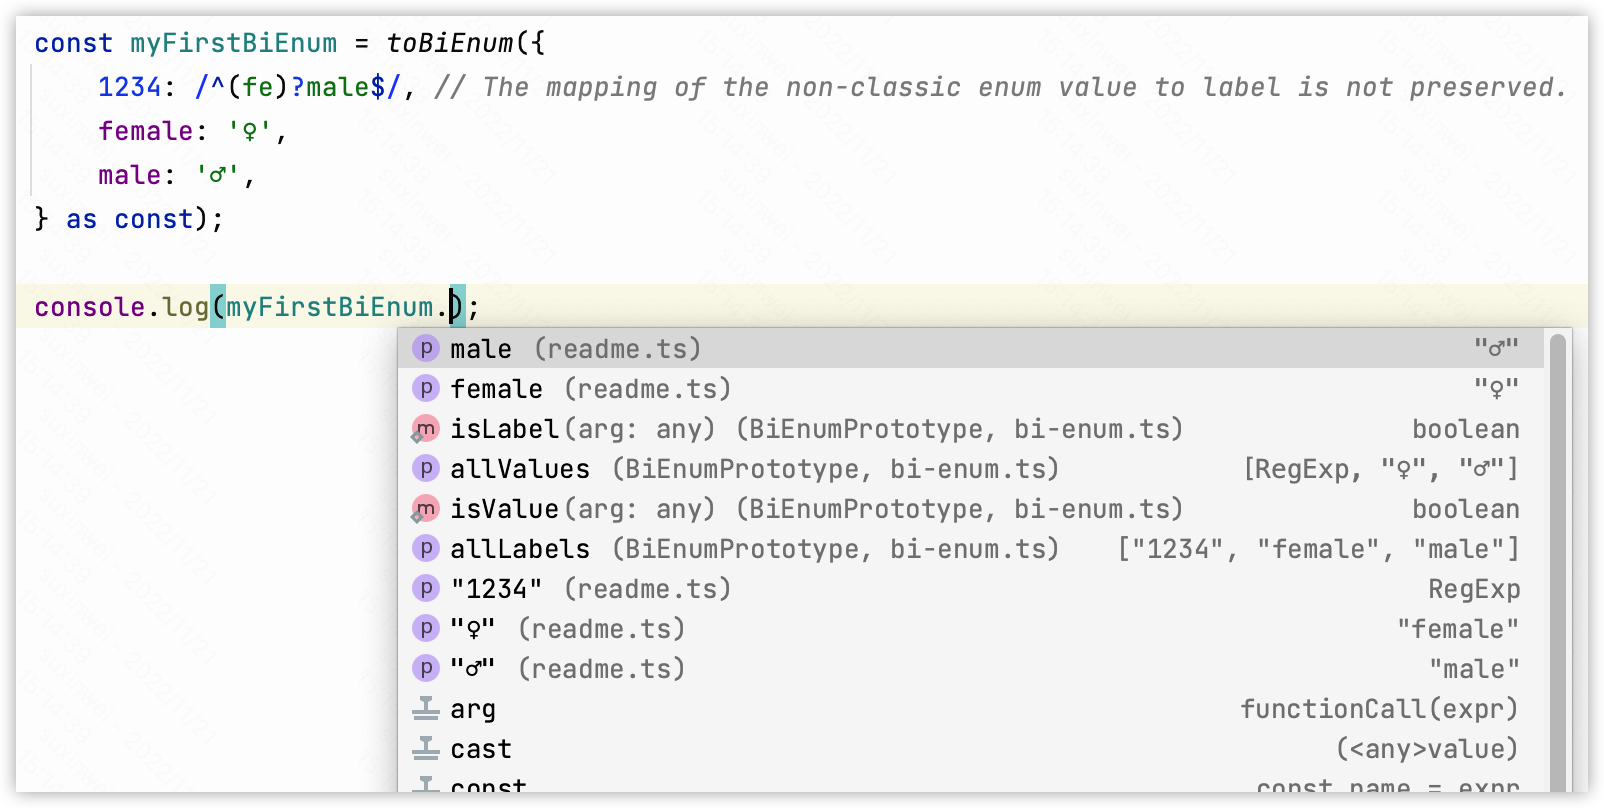 const myFirstBiEnum = toBiEnum({
1234: /^(fe)?male$/, // The mapping of the non-classic enum value to label is not preserved.
female: '♀',
male: '♂',
} as const);
console.log(myFirstBiEnum.);
p male (readme.ts) "♂"
p female (readme.ts) "♀"
m isLabel(arg: any) (BiEnumPrototype, bi-enum.ts) boolean
p allValues (BiEnumPrototype, bi-enum.ts) [RegExp, "♀", "♂"]
m isValue(arg: any) (BiEnumPrototype, bi-enum.ts) boolean
p allLabels (BiEnumPrototype, bi-enum.ts) ["1234", "female", "male"]
p "1234" (readme.ts) RegExp
p "♀" (readme.ts) "female"
p "♂" (readme.ts) "male"
arg functionCall(expr)
cast (<any>value)
const const name = expr